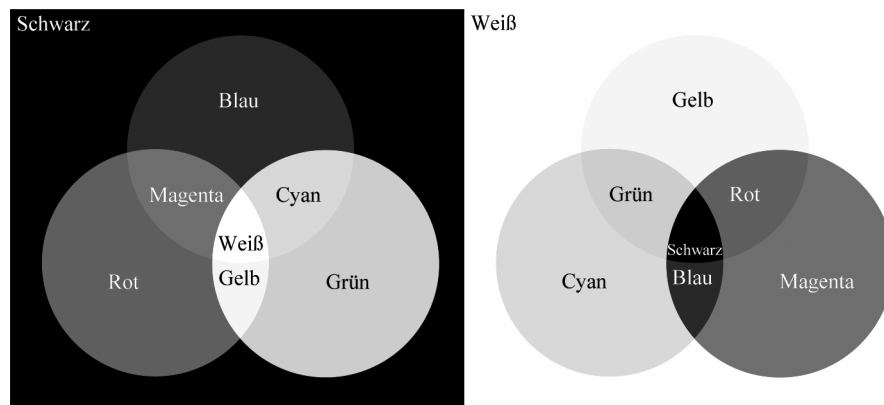 Schwarz
Blau
Magenta
Cyan
Weiß
Rot
Gelb
Grün
Weiß
Gelb
Grün
Rot
Schwarz
Cyan
Blau
Magenta